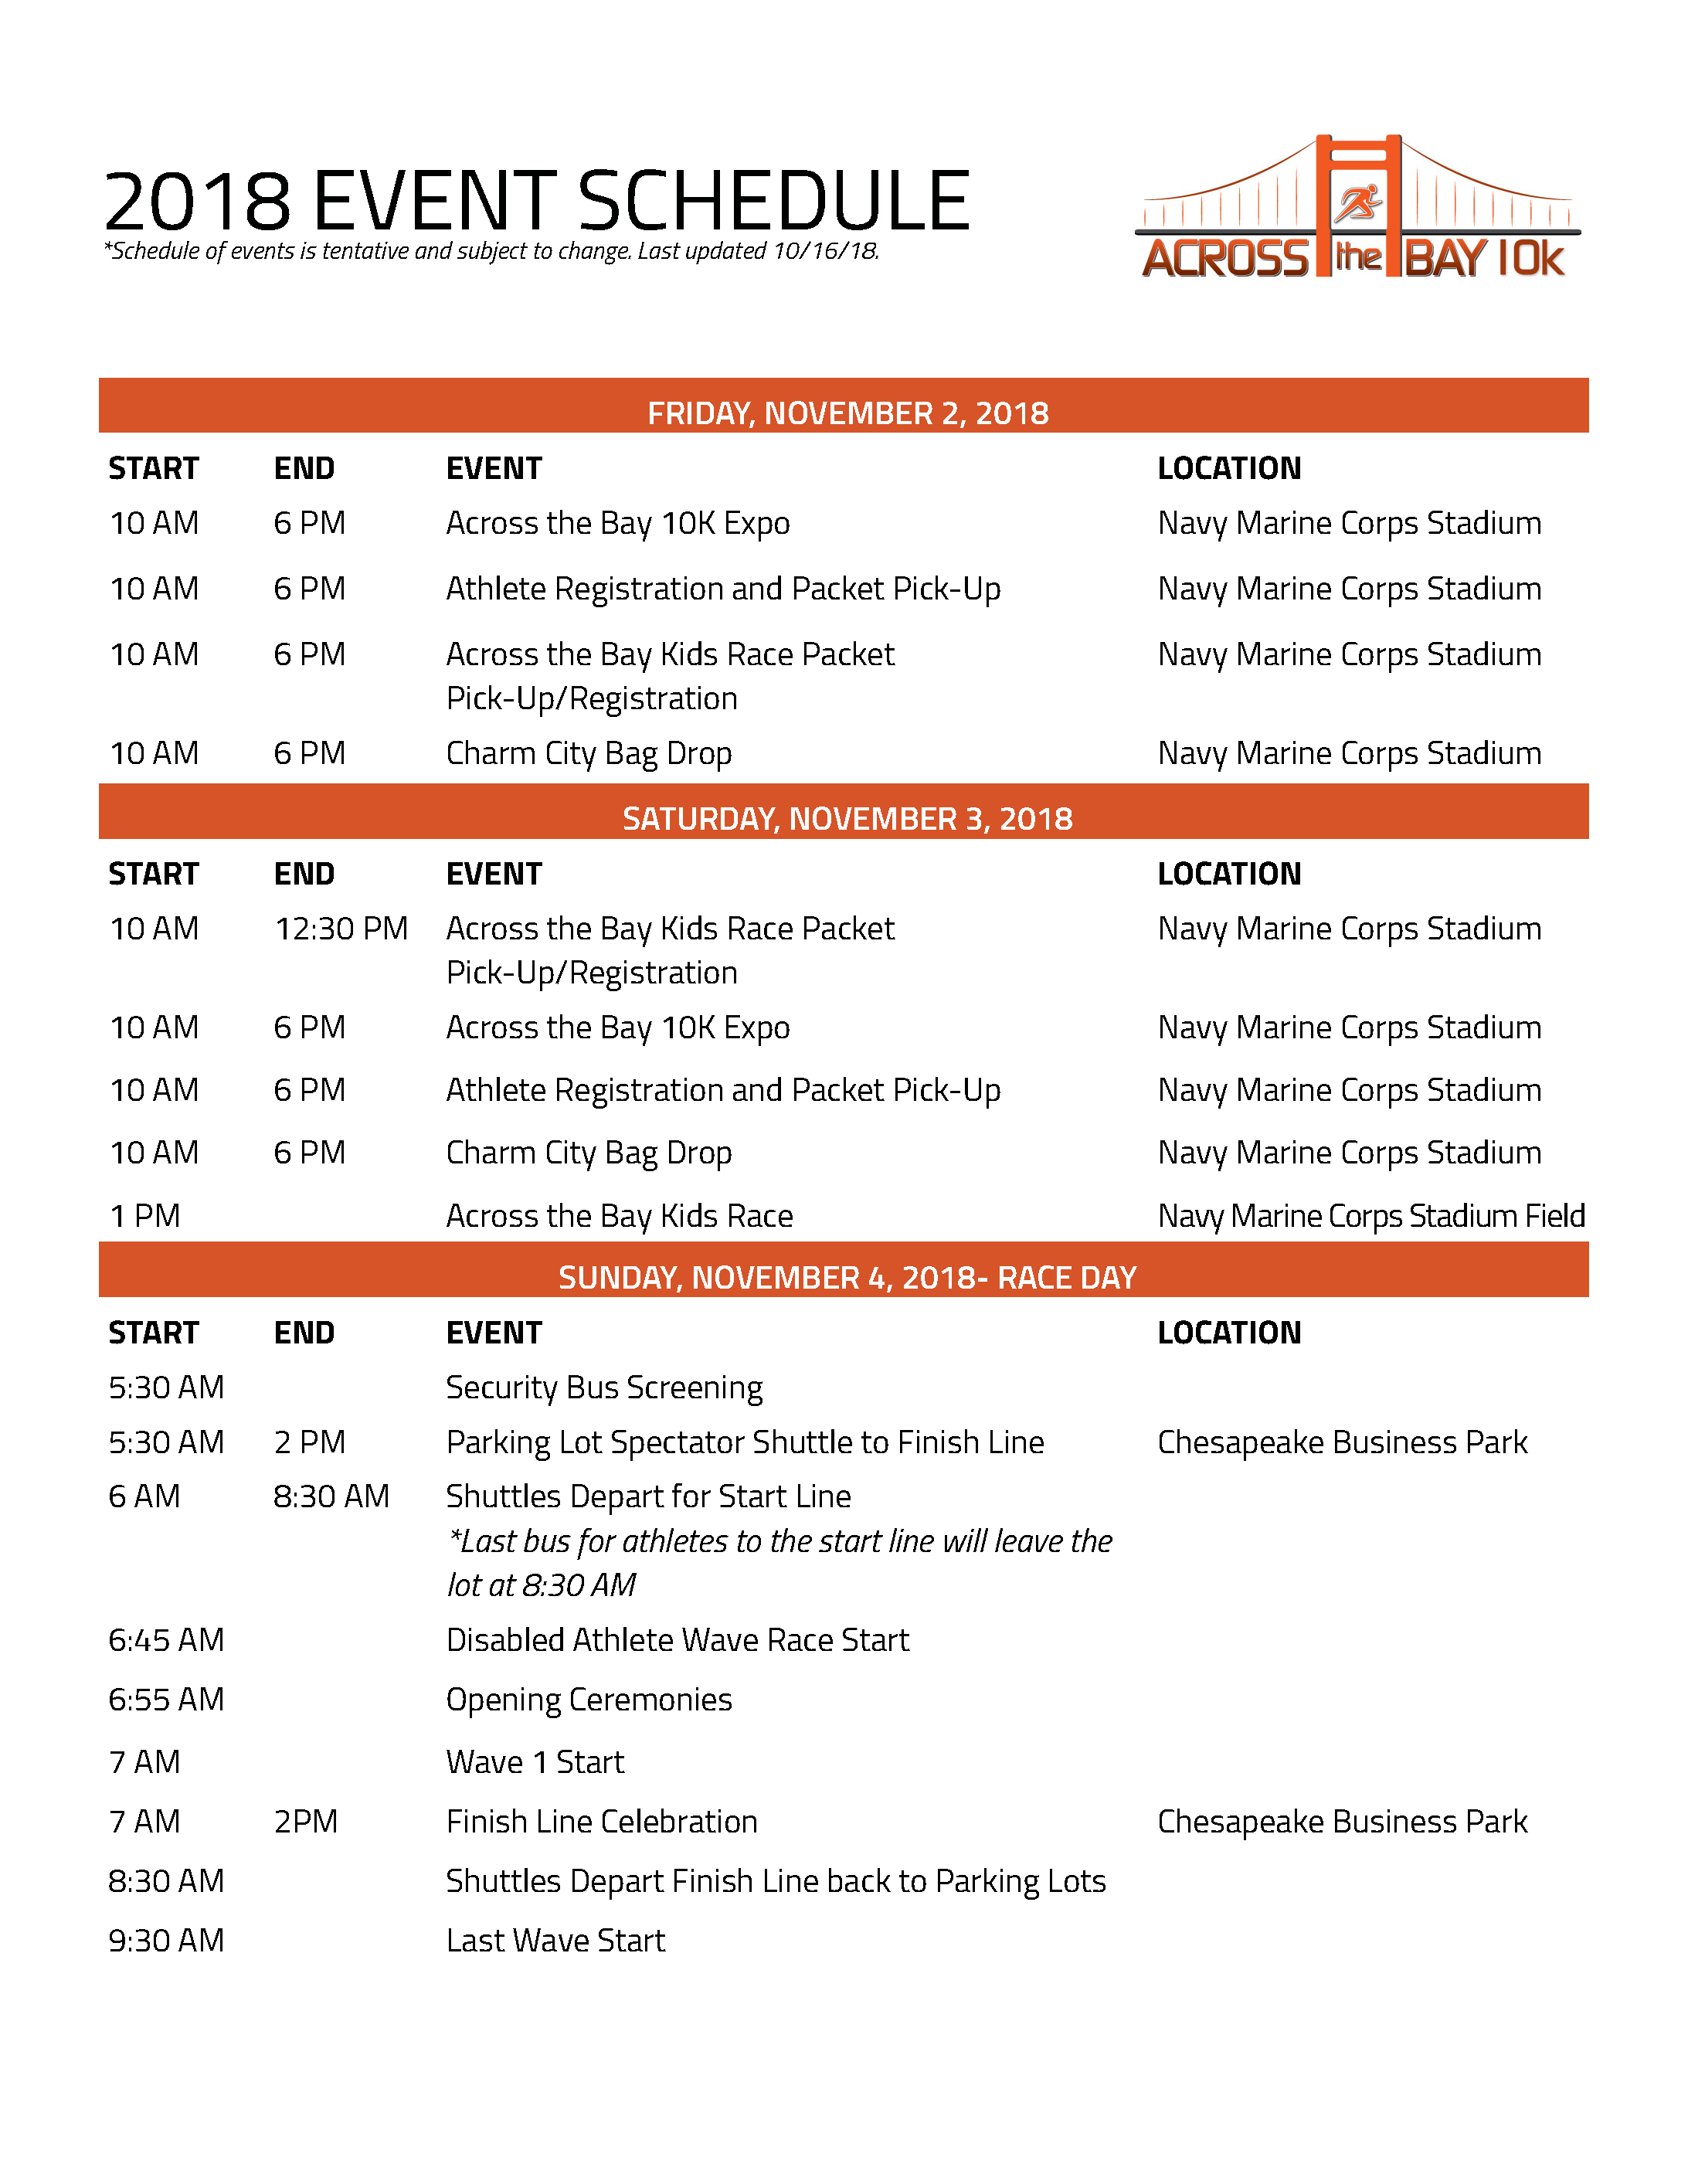 2018 EVENT SCHEDULE
*Schedule of events is tentative and subject to change. Last updated 10/16/18.
ACROSS the BAY 10k
FRIDAY, NOVEMBER 2, 2018
START END EVENT LOCATION
10 AM 6 PM Across the Bay 10K Expo Navy Marine Corps Stadium
10 AM 6 PM Athlete Registration and Packet Pick-Up Navy Marine Corps Stadium
10 AM 6 PM Across the Bay Kids Race Packet Navy Marine Corps Stadium
Pick-Up/Registration
10 AM 6 PM Charm City Bag Drop Navy Marine Corps Stadium
SATURDAY, NOVEMBER 3, 2018
START END EVENT LOCATION
10 AM 12:30 PM Across the Bay Kids Race Packet Navy Marine Corps Stadium
Pick-Up/Registration
10 AM 6 PM Across the Bay 10K Expo Navy Marine Corps Stadium
10 AM 6 PM Athlete Registration and Packet Pick-Up Navy Marine Corps Stadium
10 AM 6 PM Charm City Bag Drop Navy Marine Corps Stadium
1 PM Across the Bay Kids Race Navy Marine Corps Stadium Field
SUNDAY, NOVEMBER 4, 2018- RACE DAY
START END EVENT LOCATION
5:30 AM Security Bus Screening
5:30 AM 2 PM Parking Lot Spectator Shuttle to Finish Line Chesapeake Business Park
6 AM 8:30 AM Shuttles Depart for Start Line
*Last bus for athletes to the start line will leave the
lot at 8:30 AM
6:45 AM Disabled Athlete Wave Race Start
6:55 AM Opening Ceremonies
7 AM Wave 1 Start
7 AM 2PM Finish Line Celebration Chesapeake Business Park
8:30 AM Shuttles Depart Finish Line back to Parking Lots
9:30 AM Last Wave Start